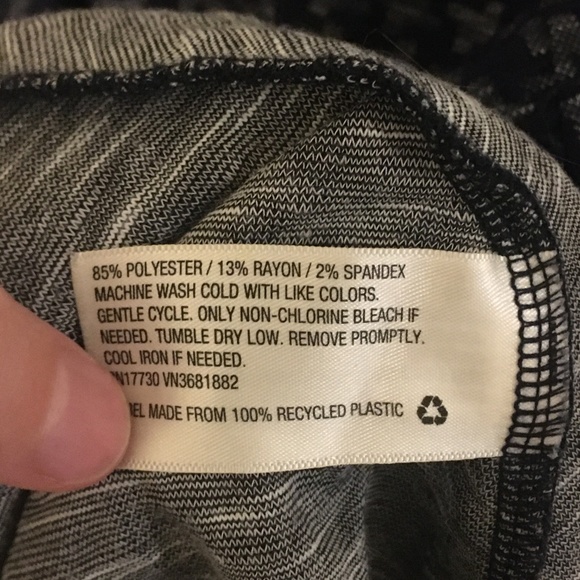 85% POLYESTER / 13% RAYON / 2% SPANDEX
MACHINE WASH COLD WITH LIKE COLORS.
GENTLE CYCLE. ONLY NON-CHLORINE BLEACH IF
NEEDED. TUMBLE DRY LOW. REMOVE PROMPTLY.
COOL IRON IF NEEDED.
VN3681882
MADE FROM 100% RECYCLED PLASTIC